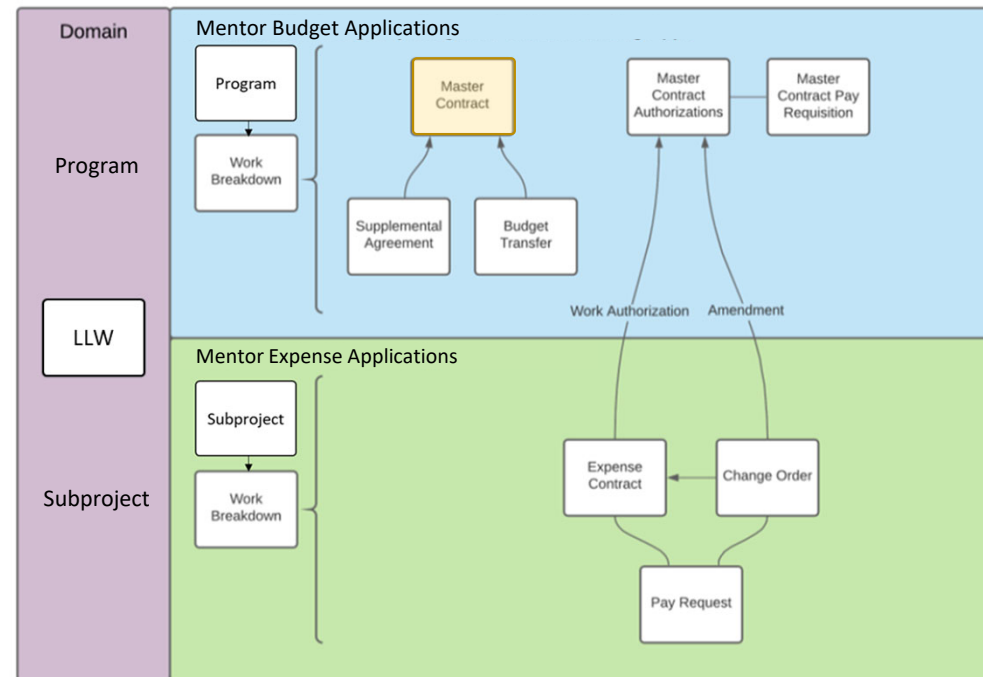 Domain
Program
LLW
Subproject
Mentor Budget Applications
Program
Work
Breakdown
Master
Contract
Supplemental
Agreement
Budget
Transfer
Master
Contract
Authorizations
Master
Contract Pay
Requisition
Work Authorization
Amendment
Mentor Expense Applications
Subproject
Work
Breakdown
Expense
Contract
Change Order
Pay Request